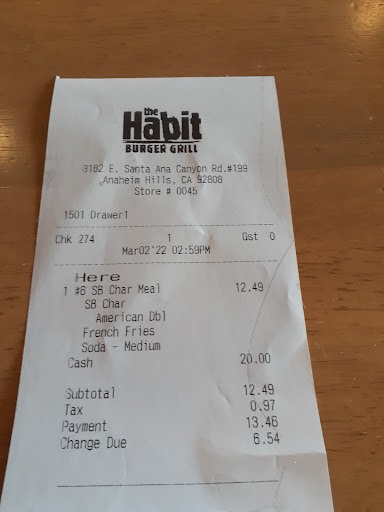 the
Habit
BURGER GRILL
8182 E. Santa Ana Canyon Rd.#199
Anaheim Hills, CA 92808
Store # 0045
1501 Drawer1
Chk 274 1 Gst 0
Mar02'22 02:59PM
Here
1 #6 SB Char Meal 12.49
SB Char
American Dbl
French Fries
Soda - Medium
Cash 20.00
Subtotal 12.49
Tax 0.97
Payment 13.46
Change Due 6.54